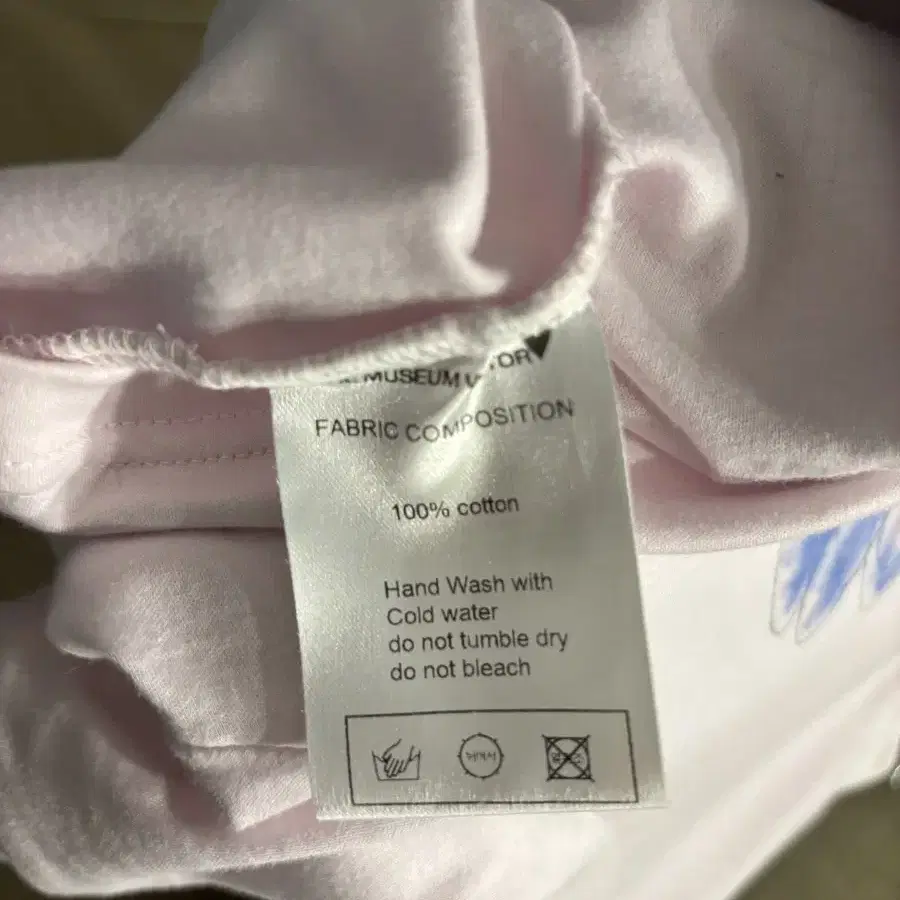 MUSEUM
FABRIC COMPOSITION
100% cotton
Hand Wash with
Cold water
do not tumble dry
do not bleach